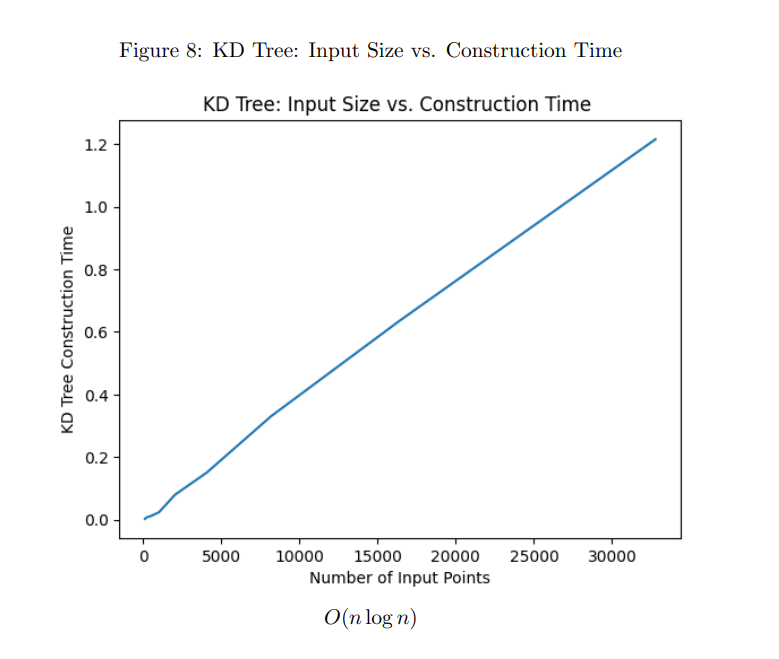 Figure 8: KD Tree: Input Size vs. Construction Time
KD Tree: Input Size vs. Construction Time
KD Tree Construction Time
1.2
1.0
0.8
0.6
0.4
0.2
0.0
0 5000 10000 15000 20000 25000 30000
Number of Input Points
O(n log n)